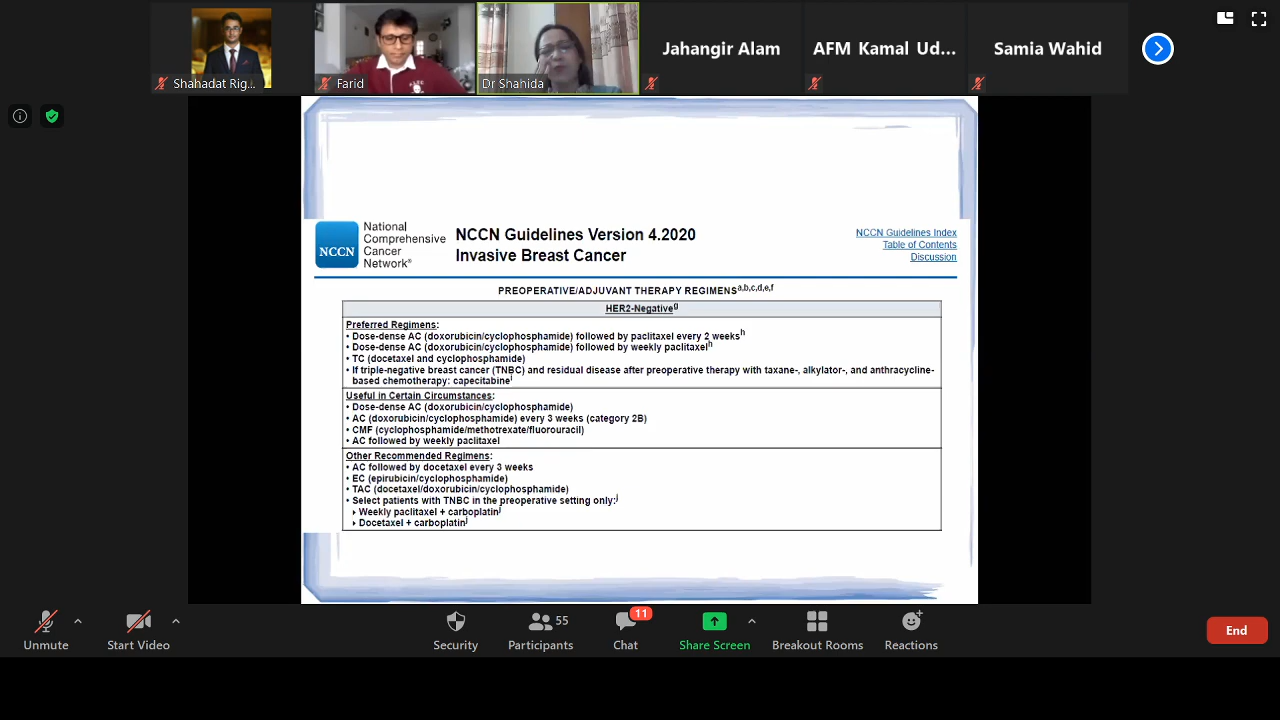 Shahadat Rig...
Farid
Dr Shahida
Jahangir Alam
AFM Kamal Ud...
Samia Wahid
NCCN
National
Comprehensive
Cancer
Network®
NCCN Guidelines Version 4.2020
Invasive Breast Cancer
NCCN Guidelines Index
Table of Contents
Discussion
PREOPERATIVE/ADJUVANT THERAPY REGIMENSa,b,c,d,e,f
HER2-Negativeg
Preferred Regimens:
• Dose-dense AC (doxorubicin/cyclophosphamide) followed by paclitaxel every 2 weeksh
• Dose-dense AC (doxorubicin/cyclophosphamide) followed by weekly paclitaxelh
• TC (docetaxel and cyclophosphamide)
• If triple-negative breast cancer (TNBC) and residual disease after preoperative therapy with taxane-, alkylator-, and anthracycline-
based chemotherapy: capecitabinei
Useful in Certain Circumstances:
• Dose-dense AC (doxorubicin/cyclophosphamide)
• AC (doxorubicin/cyclophosphamide) every 3 weeks (category 2B)
• CMF (cyclophosphamide/methotrexate/fluorouracil)
• AC followed by weekly paclitaxel
Other Recommended Regimens:
• AC followed by docetaxel every 3 weeks
• EC (epirubicin/cyclophosphamide)
• TAC (docetaxel/doxorubicin/cyclophosphamide)
• Select patients with TNBC in the preoperative setting only:j
‣ Weekly paclitaxel + carboplatinj
‣ Docetaxel + carboplatinj
Unmute
Start Video
Security
Participants
55
Chat
11
Share Screen
Breakout Rooms
Reactions
End